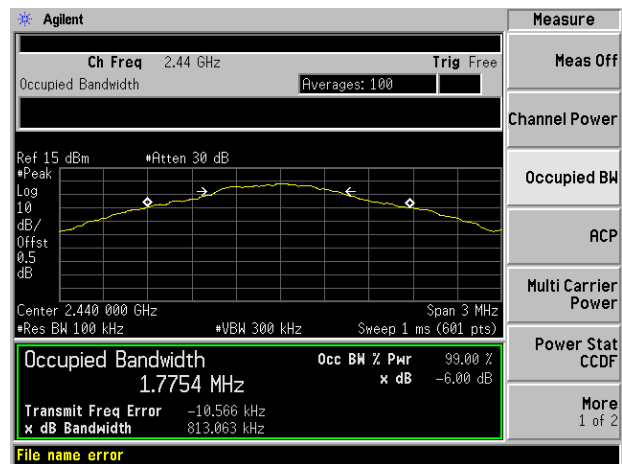 Agilent
Measure
Ch Freq 2.44 GHz Trig Free
Occupied Bandwidth Averages: 100
Meas Off
Channel Power
Occupied BW
ACP
Multi Carrier
Power
Power Stat
CCDF
More
1 of 2
Ref 15 dBm #Atten 30 dB
#Peak
Log
10
dB/
Offst
0.5
dB
Center 2.440 000 GHz Span 3 MHz
#Res BW 100 kHz #VBW 300 kHz Sweep 1 ms (601 pts)
Occupied Bandwidth Occ BW % Pwr 99.00 %
1.7754 MHz x dB -6.00 dB
Transmit Freq Error -10.566 kHz
x dB Bandwidth 813.063 kHz
File name error